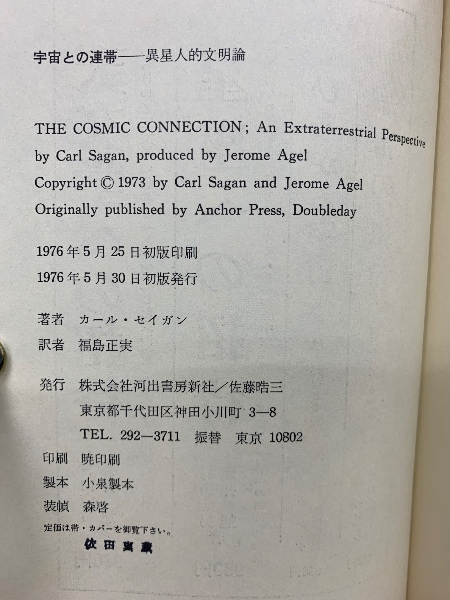 宇宙との連帯──異星人的文明論
THE COSMIC CONNECTION; An Extraterrestrial Perspective
by Carl Sagan, produced by Jerome Agel
Copyright © 1973 by Carl Sagan and Jerome Agel
Originally published by Anchor Press, Doubleday
1976年5月25日初版印刷
1976年5月30日初版発行
著者 カール・セイガン
訳者 福島正実
発行 株式会社河出書房新社/佐藤晧三
東京都千代田区神田小川町 3―8
TEL. 292―3711 振替 東京 10802
印刷 暁印刷
製本 小泉製本
装幀 森啓
定価は帯・カバーを御覧下さい。
依田実蔵